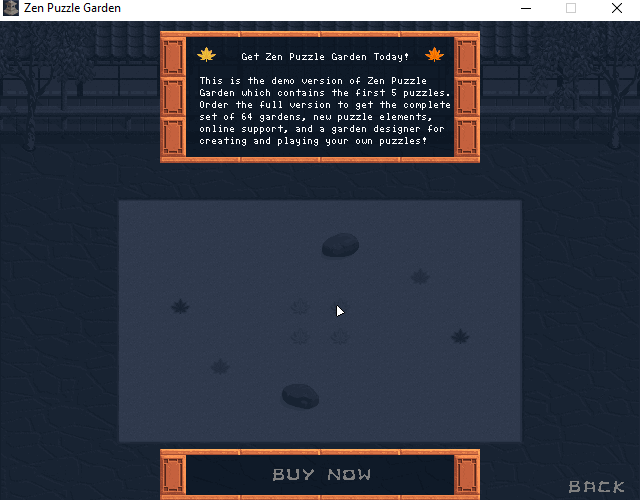 Zen Puzzle Garden
Get Zen Puzzle Garden Today!
This is the demo version of Zen Puzzle
Garden which contains the first 5 puzzles.
Order the full version to get the complete
set of 64 gardens, new puzzle elements,
online support, and a garden designer for
creating and playing your own puzzles!
BUY NOW
BACK